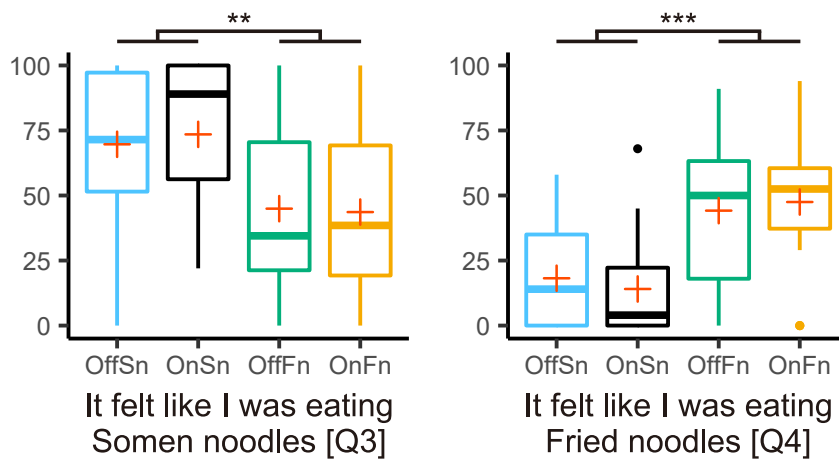 **
100
75
50
25
0
OffSn OnSn OffFn OnFn
It felt like I was eating
Somen noodles [Q3]
***
100
75
50
25
0
OffSn OnSn OffFn OnFn
It felt like I was eating
Fried noodles [Q4]